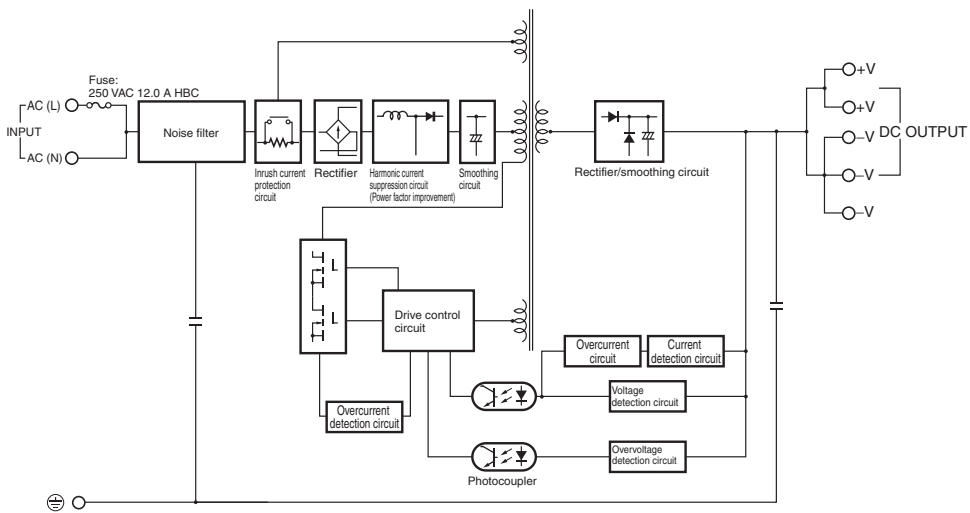 Fuse:
250 VAC 12.0 A HBC
AC (L)
INPUT
AC (N)
Noise filter
Inrush current
protection
circuit
Rectifier
Harmonic current
suppression circuit
(Power factor improvement)
Smoothing
circuit
Rectifier/smoothing circuit
+V
+V
–V
DC OUTPUT
–V
–V
Drive control
circuit
Overcurrent
circuit
Current
detection circuit
Overcurrent
detection circuit
Voltage
detection circuit
Overvoltage
detection circuit
Photocoupler